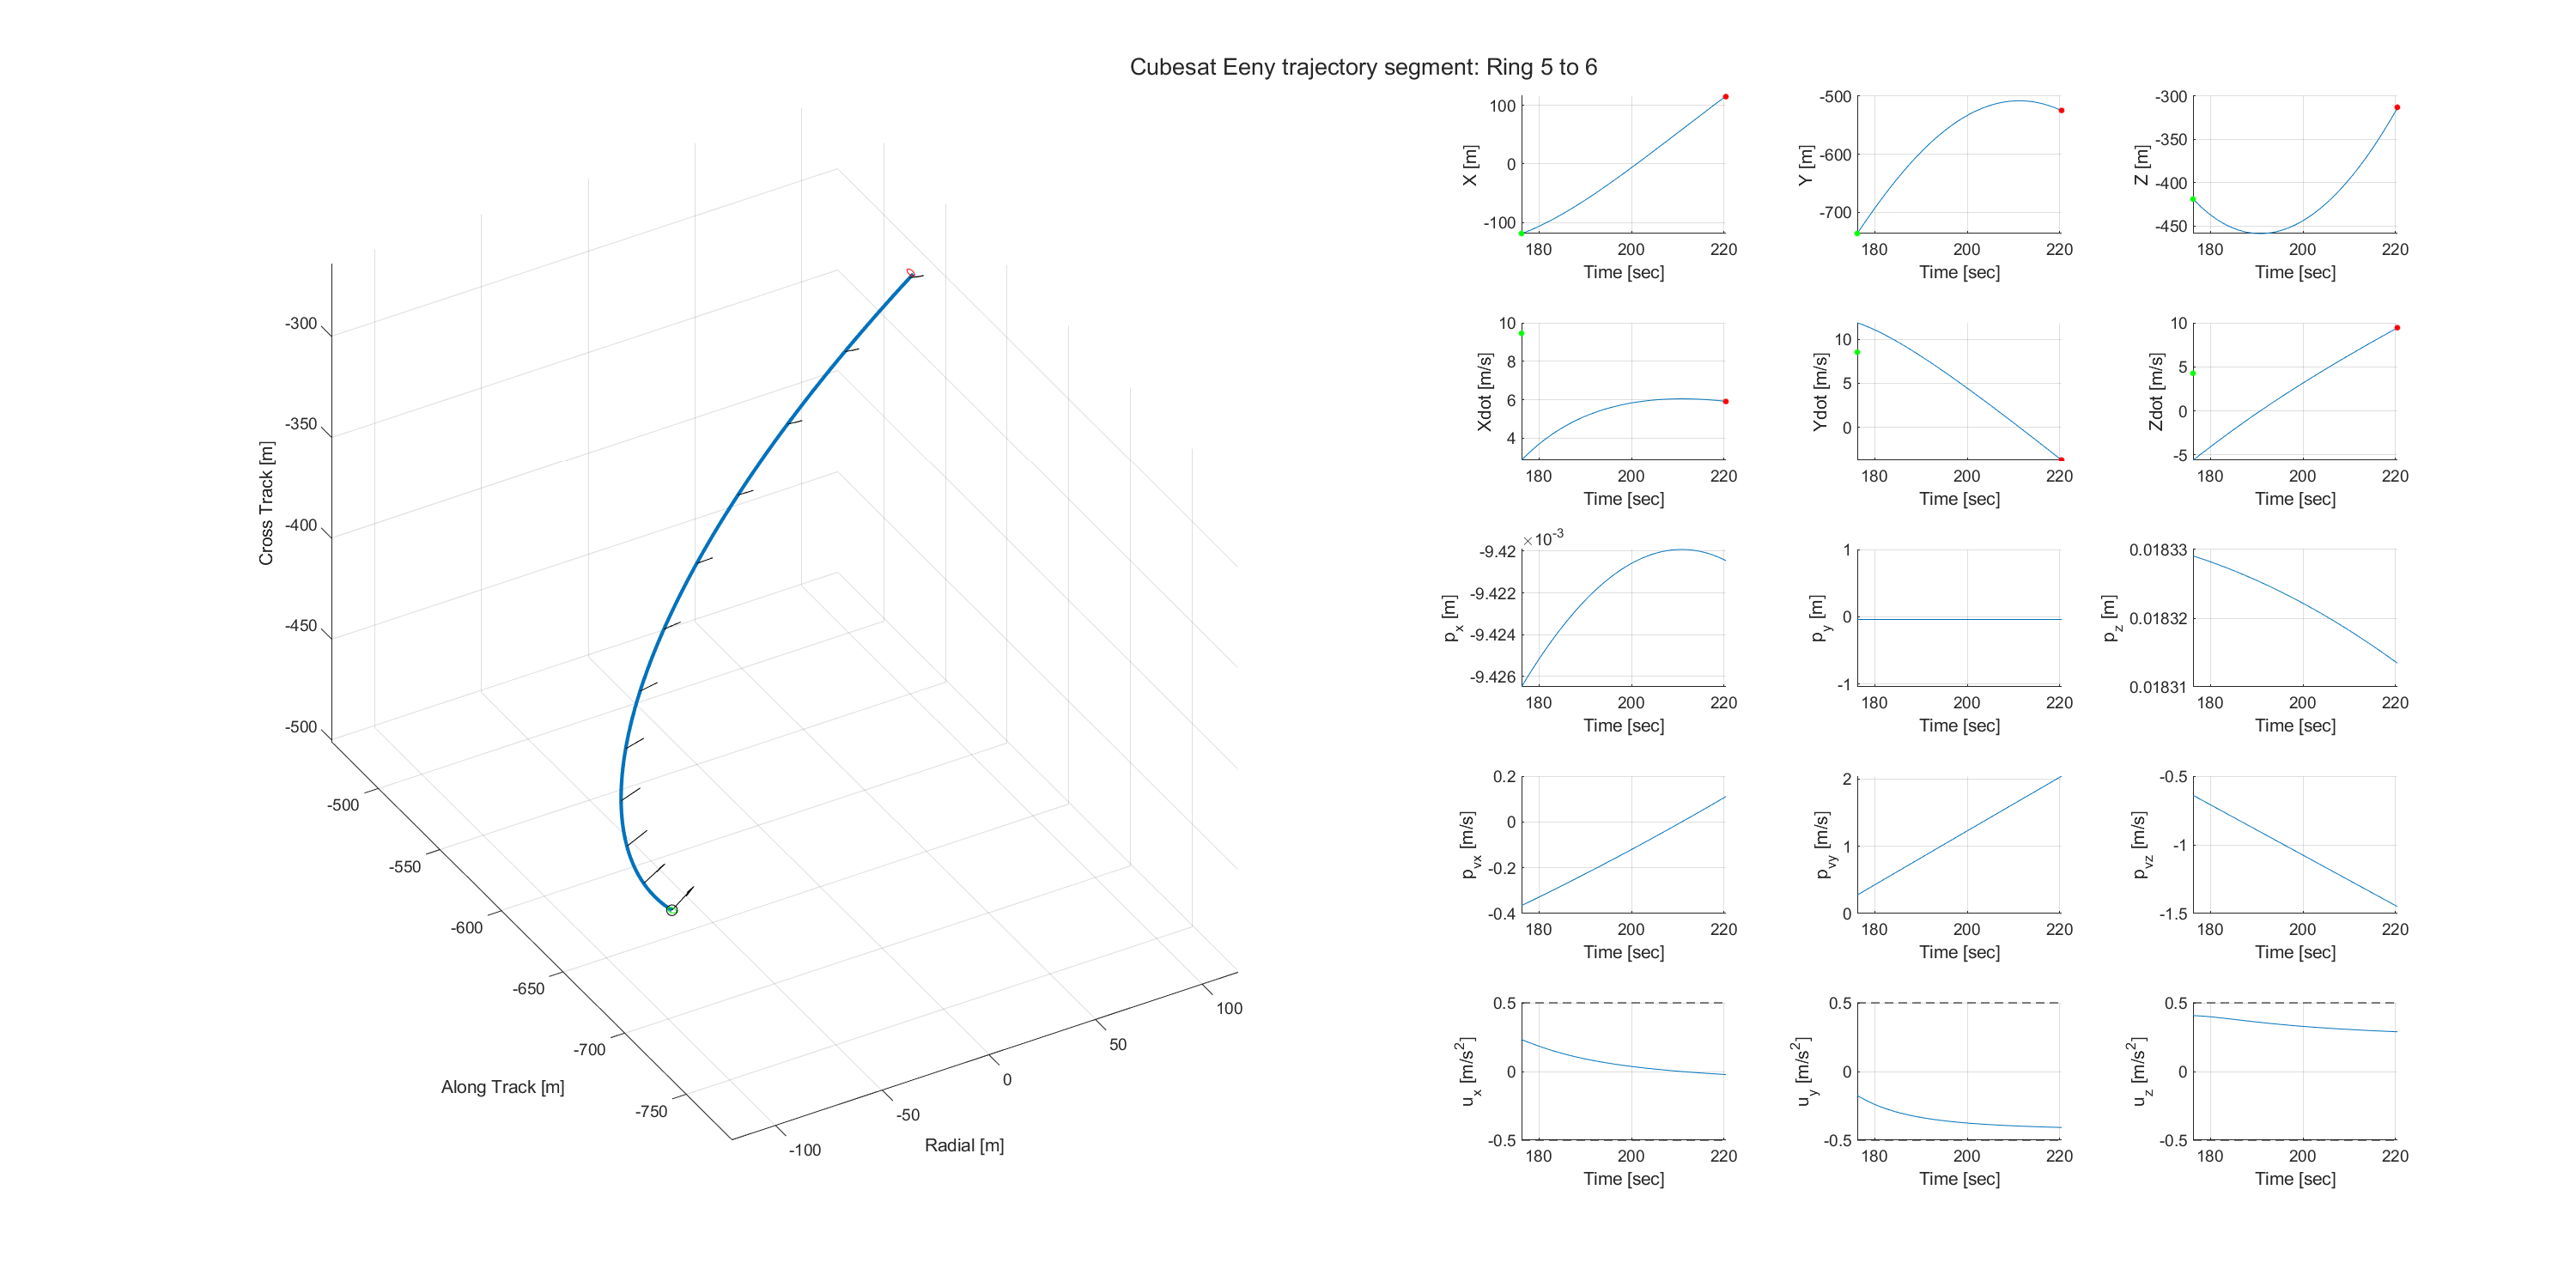 Cubesat Eeny trajectory segment: Ring 5 to 6
-300
-350
-400
-450
-500
Cross Track [m]
-500
-550
-600
-650
-700
-750
Along Track [m]
-100
-50
0
50
100
Radial [m]
100
0
-100
X [m]
180 200 220
Time [sec]
-500
-600
-700
Y [m]
180 200 220
Time [sec]
-300
-350
-400
-450
Z [m]
180 200 220
Time [sec]
10
8
6
4
Xdot [m/s]
180 200 220
Time [sec]
10
5
0
Ydot [m/s]
180 200 220
Time [sec]
10
5
0
-5
Zdot [m/s]
180 200 220
Time [sec]
×10-3
-9.42
-9.422
-9.424
-9.426
px [m]
180 200 220
Time [sec]
1
0
-1
py [m]
180 200 220
Time [sec]
0.01833
0.01832
0.01831
pz [m]
180 200 220
Time [sec]
0.2
0
-0.2
-0.4
pvx [m/s]
180 200 220
Time [sec]
2
1
0
pvy [m/s]
180 200 220
Time [sec]
-0.5
-1
-1.5
pvz [m/s]
180 200 220
Time [sec]
0.5
0
-0.5
ux [m/s2]
180 200 220
Time [sec]
0.5
0
-0.5
uy [m/s2]
180 200 220
Time [sec]
0.5
0
-0.5
uz [m/s2]
180 200 220
Time [sec]